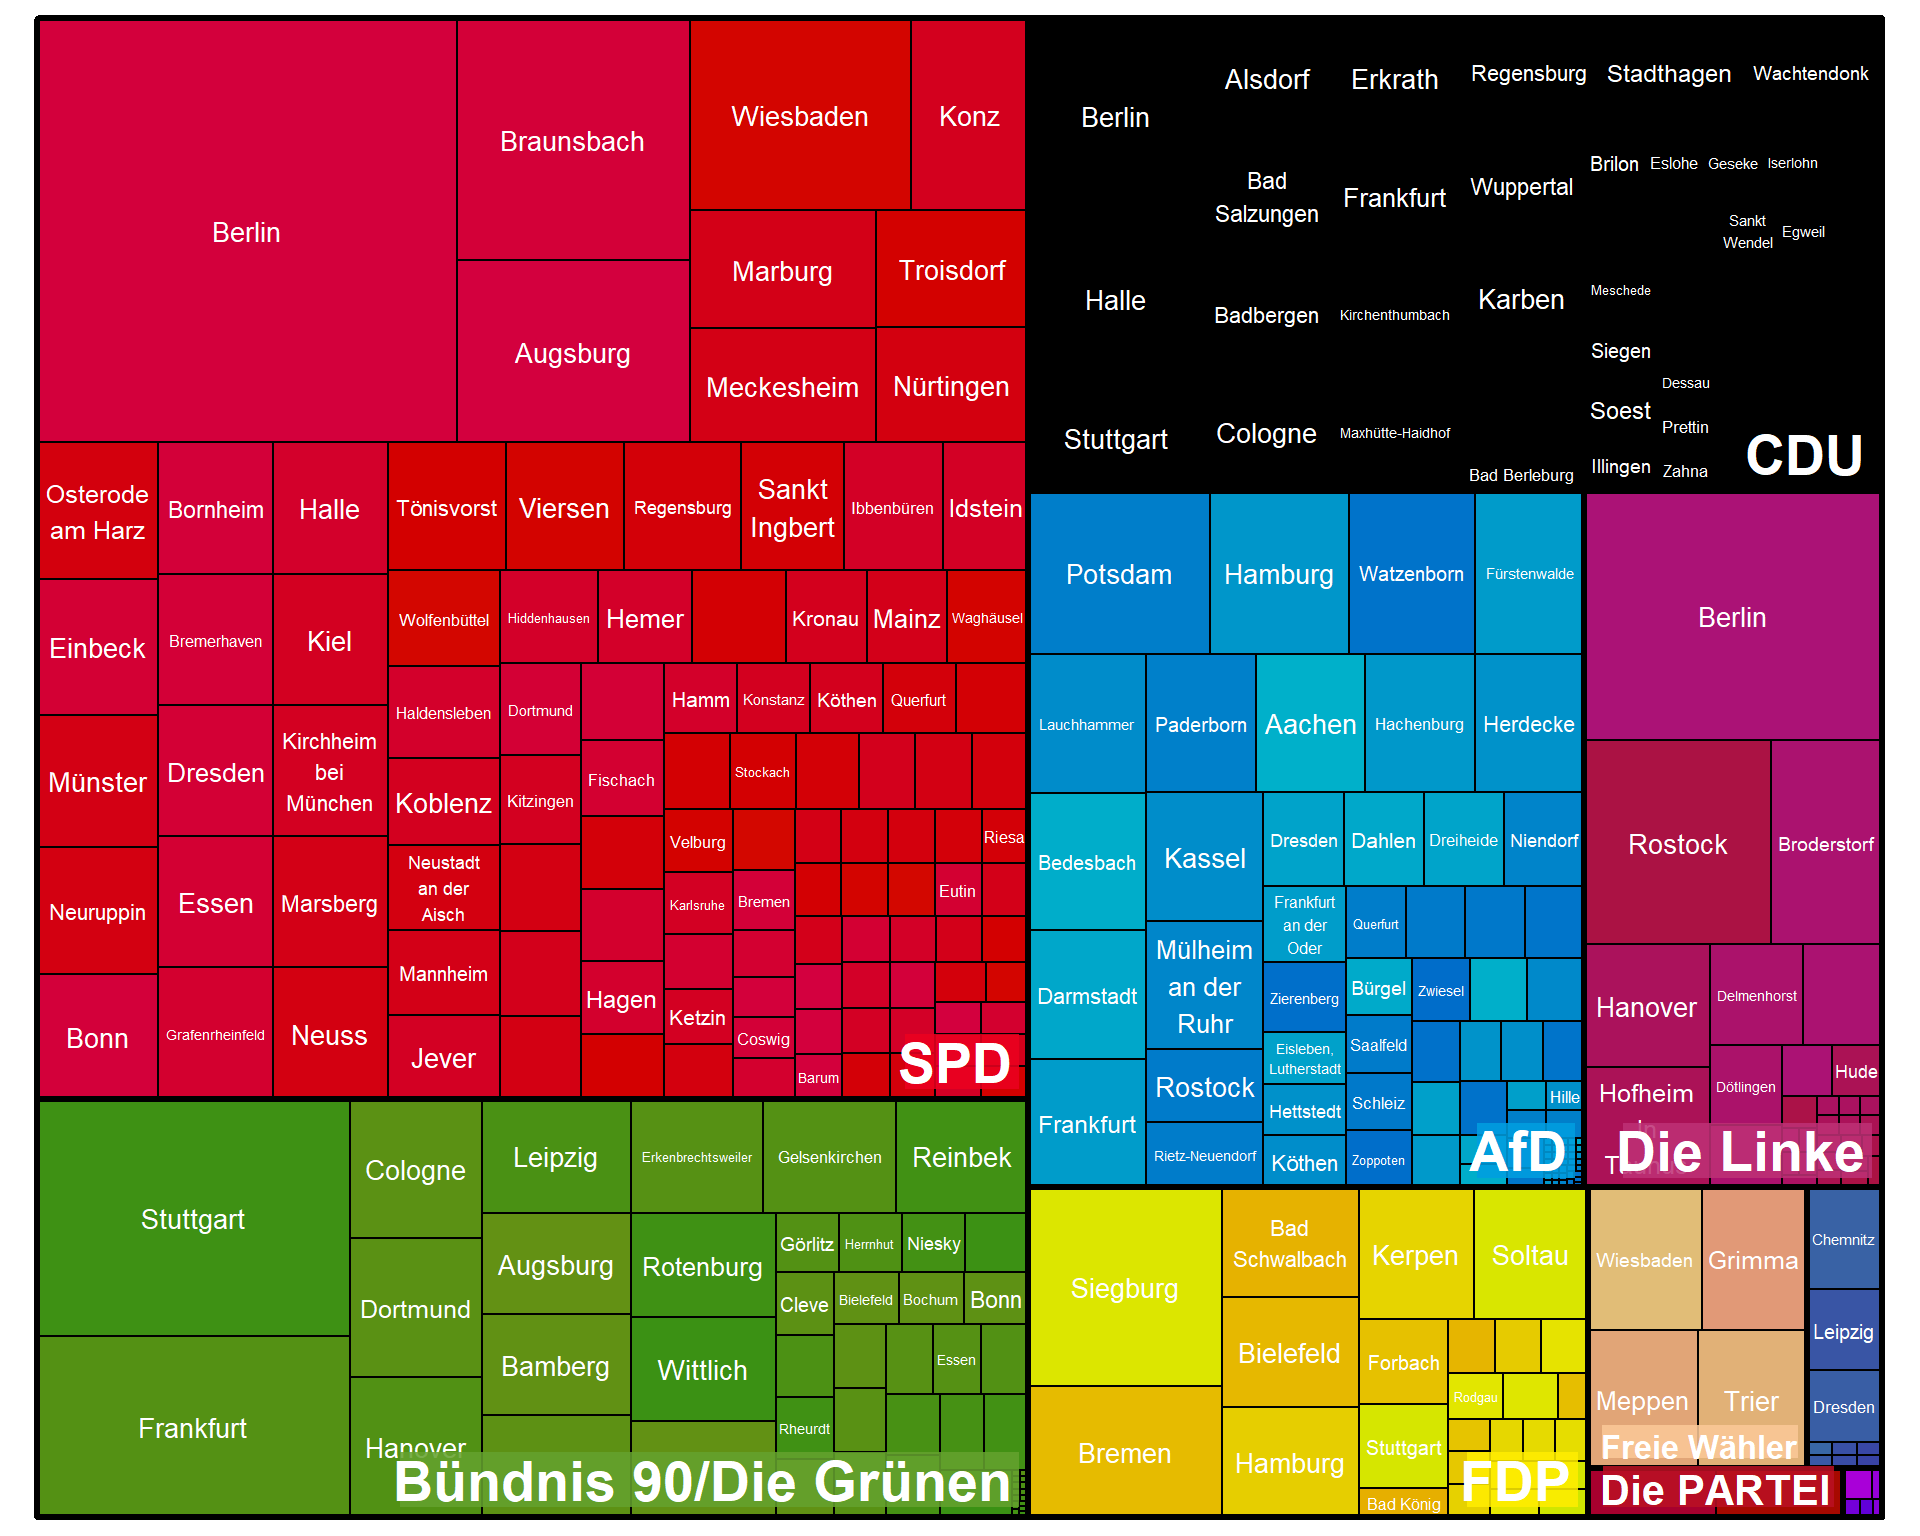 Berlin
Braunsbach
Augsburg
Wiesbaden
Konz
Marburg
Troisdorf
Meckesheim
Nürtingen
Osterode
am Harz
Bornheim
Halle
Tönisvorst
Viersen
Regensburg
Sankt
Ingbert
Ibbenbüren
Idstein
Einbeck
Bremerhaven
Kiel
Wolfenbüttel
Hiddenhausen
Hemer
Kronau
Mainz
Waghäusel
Münster
Dresden
Kirchheim
bei
München
Haldensleben
Dortmund
Hamm
Konstanz
Köthen
Querfurt
Fischach
Stockach
Koblenz
Kitzingen
Neuruppin
Essen
Marsberg
Neustadt
an der
Aisch
Velburg
Riesa
Karlsruhe
Bremen
Eutin
Mannheim
Hagen
Ketzin
Bonn
Grafenrheinfeld
Neuss
Jever
Coswig
Barum
SPD
Berlin
Alsdorf
Erkrath
Regensburg
Stadthagen
Wachtendonk
Bad
Salzungen
Frankfurt
Wuppertal
Brilon
Eslohe
Geseke
Iserlohn
Sankt
Wendel
Egweil
Halle
Badbergen
Kirchenthumbach
Karben
Meschede
Siegen
Dessau
Stuttgart
Cologne
Maxhütte-Haidhof
Soest
Prettin
Bad Berleburg
Illingen
Zahna
CDU
Potsdam
Hamburg
Watzenborn
Fürstenwalde
Lauchhammer
Paderborn
Aachen
Hachenburg
Herdecke
Bedesbach
Kassel
Dresden
Dahlen
Dreiheide
Niendorf
Frankfurt
an der
Oder
Querfurt
Darmstadt
Mülheim
an der
Ruhr
Zierenberg
Bürgel
Zwiesel
Eisleben,
Lutherstadt
Saalfeld
Frankfurt
Rostock
Hettstedt
Schleiz
Hille
Rietz-Neuendorf
Köthen
Zoppoten
AfD
Berlin
Rostock
Broderstorf
Hanover
Delmenhorst
Hofheim
in
Dötlingen
Hude
Die Linke
Stuttgart
Cologne
Leipzig
Erkenbrechtsweiler
Gelsenkirchen
Reinbek
Augsburg
Rotenburg
Görlitz
Herrnhut
Niesky
Dortmund
Cleve
Bielefeld
Bochum
Bonn
Frankfurt
Bamberg
Wittlich
Essen
Hanover
Rheurdt
Bündnis 90/Die Grünen
Siegburg
Bad
Schwalbach
Kerpen
Soltau
Bielefeld
Forbach
Rodgau
Bremen
Hamburg
Stuttgart
Bad König
FDP
Wiesbaden
Grimma
Meppen
Trier
Freie Wähler
Chemnitz
Leipzig
Dresden
Die PARTEI